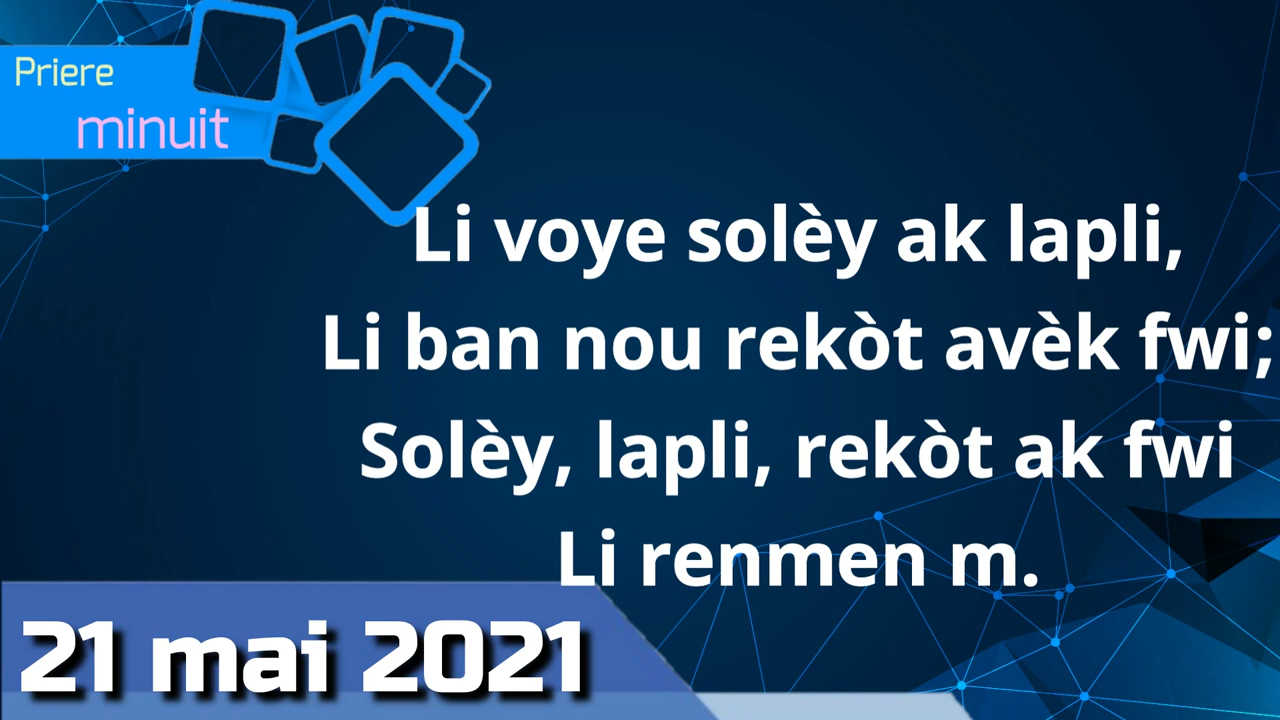 Priere
minuit
Li voye solèy ak lapli,
Li ban nou rekòt avèk fwi;
Solèy, lapli, rekòt ak fwi
Li renmen m.
21 mai 2021